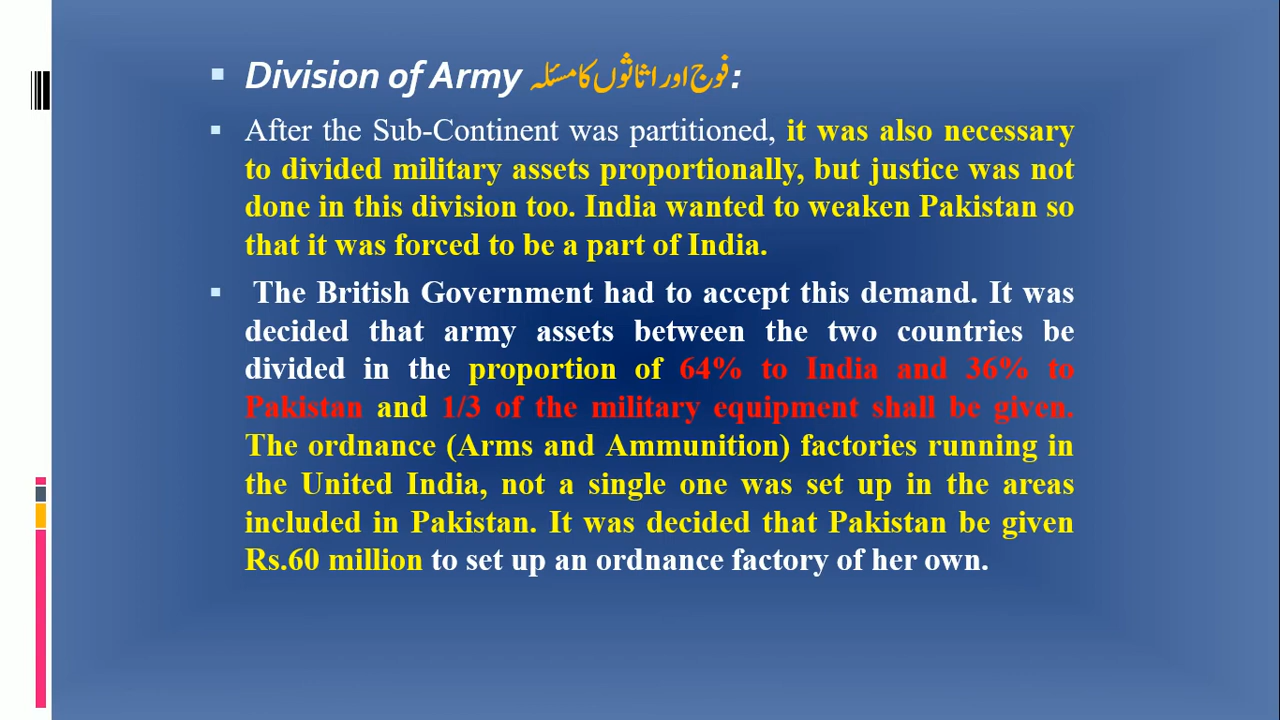 Division of Army فوج اور اثاثوں کا مسئلہ:
After the Sub-Continent was partitioned, it was also necessary
to divided military assets proportionally, but justice was not
done in this division too. India wanted to weaken Pakistan so
that it was forced to be a part of India.
The British Government had to accept this demand. It was
decided that army assets between the two countries be
divided in the proportion of 64% to India and 36% to
Pakistan and 1/3 of the military equipment shall be given.
The ordnance (Arms and Ammunition) factories running in
the United India, not a single one was set up in the areas
included in Pakistan. It was decided that Pakistan be given
Rs.60 million to set up an ordnance factory of her own.